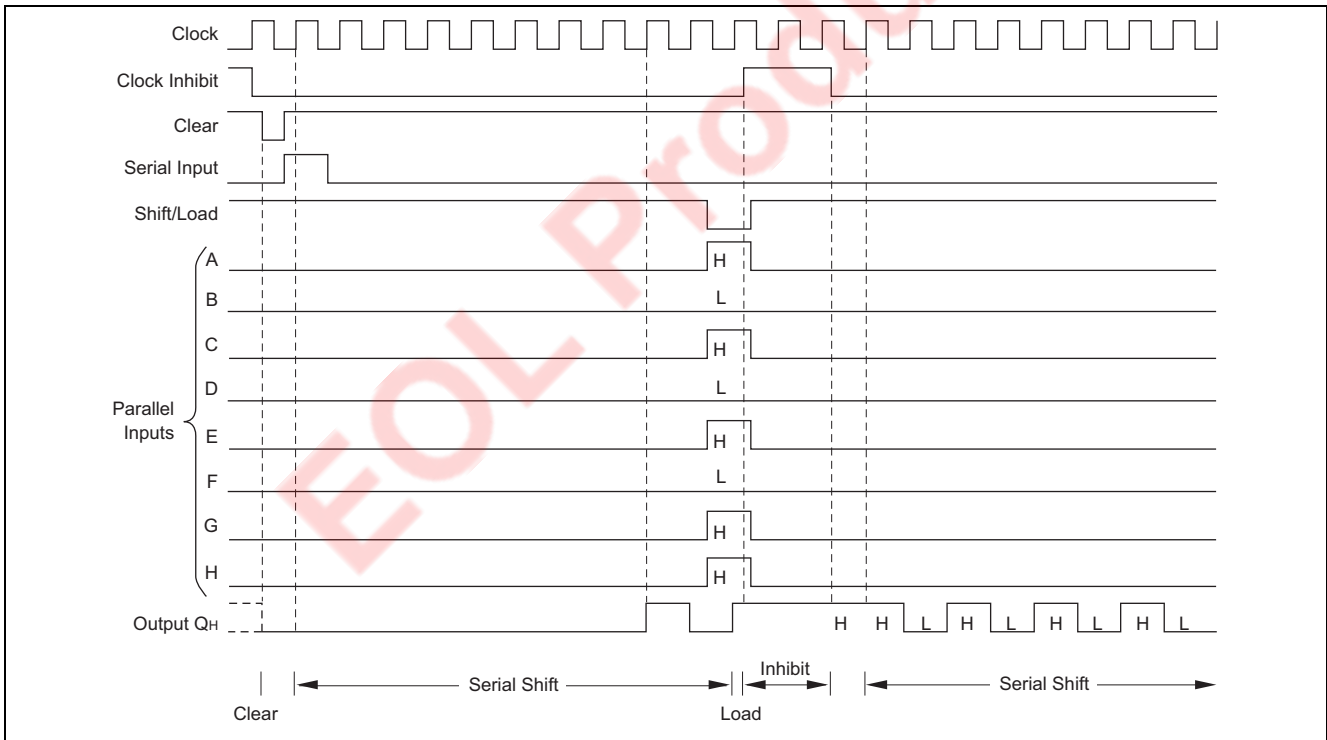 Clock
Clock Inhibit
Clear
Serial Input
Shift/Load
Parallel
Inputs
A
H
B
L
C
H
D
L
E
H
F
L
G
H
H
H
Output QH
H H L H L H L H L
Clear
Serial Shift
Load
Inhibit
Serial Shift
EOL Produ